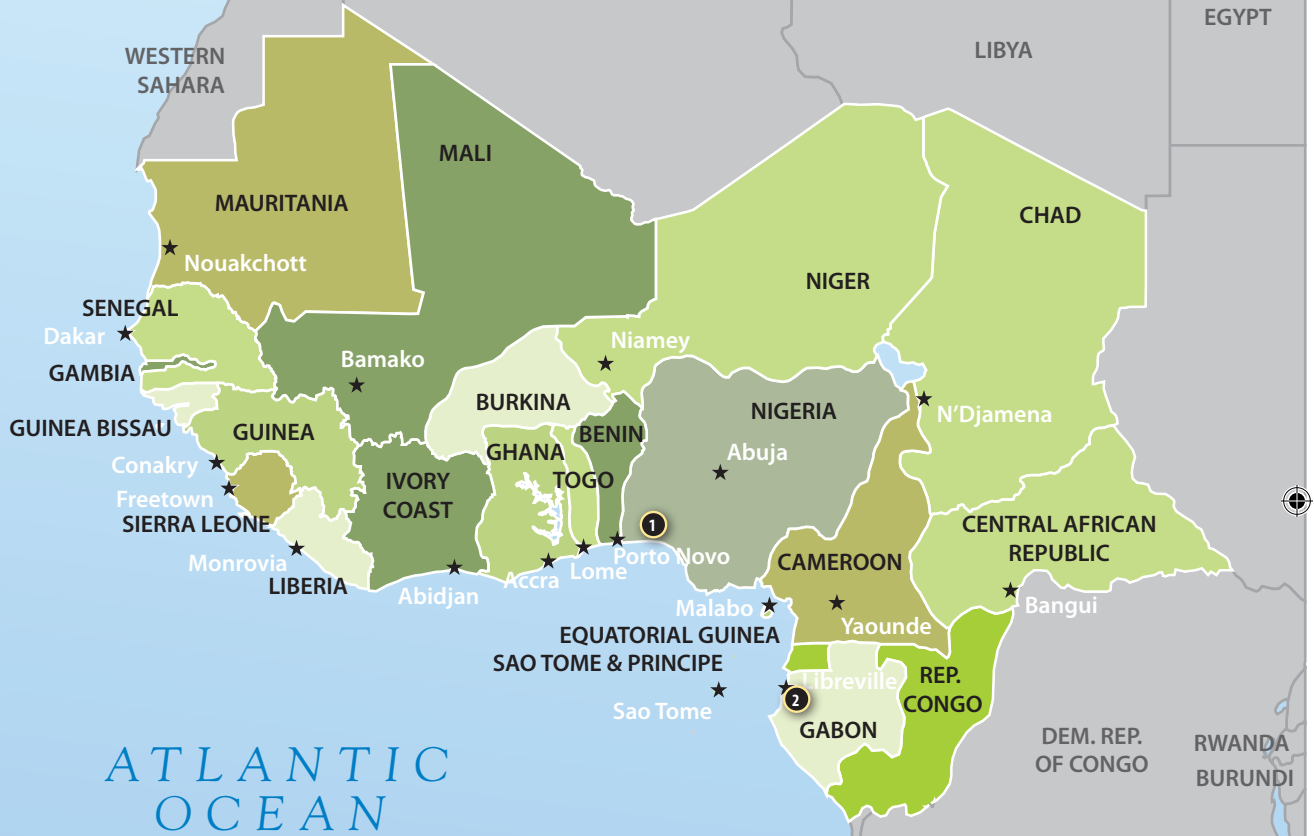 EGYPT
LIBYA
WESTERN
SAHARA
MALI
MAURITANIA
CHAD
Nouakchott
NIGER
SENEGAL
Dakar
Niamey
Bamako
GAMBIA
BURKINA
NIGERIA
N'Djamena
GUINEA BISSAU
GUINEA
BENIN
GHANA
Abuja
Conakry
TOGO
IVORY
COAST
Freetown
SIERRA LEONE
1
CENTRAL AFRICAN
REPUBLIC
Porto Novo
Monrovia
CAMEROON
Lome
Accra
LIBERIA
Abidjan
Malabo
Bangui
Yaounde
EQUATORIAL GUINEA
SAO TOME & PRINCIPE
Libreville
REP.
CONGO
2
Sao Tome
GABON
DEM. REP.
OF CONGO
RWANDA
BURUNDI
ATLANTIC
OCEAN